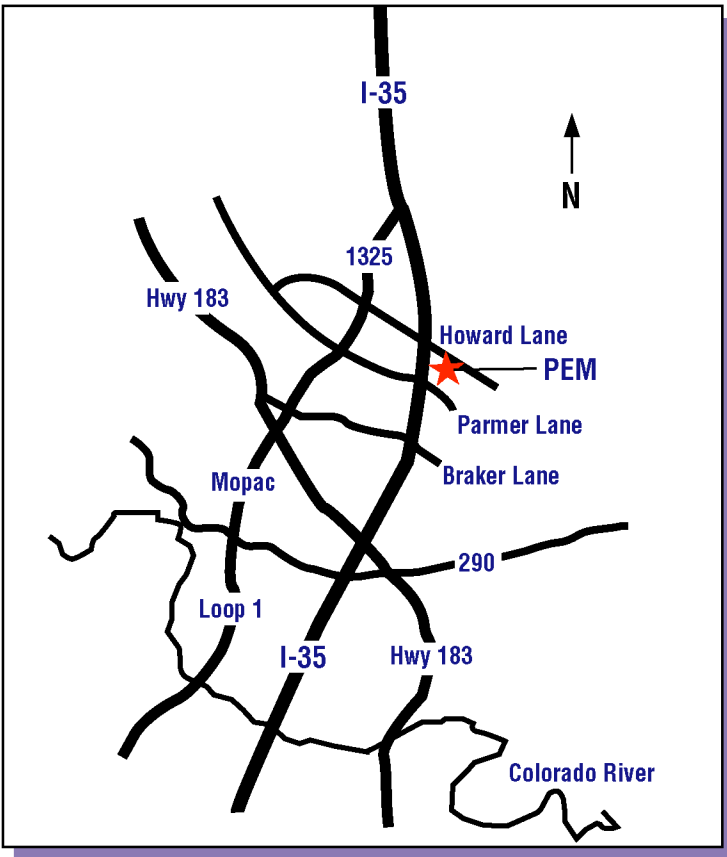 I-35
N
1325
Hwy 183
Howard Lane
PEM
Parmer Lane
Braker Lane
Mopac
290
Loop 1
I-35
Hwy 183
Colorado River